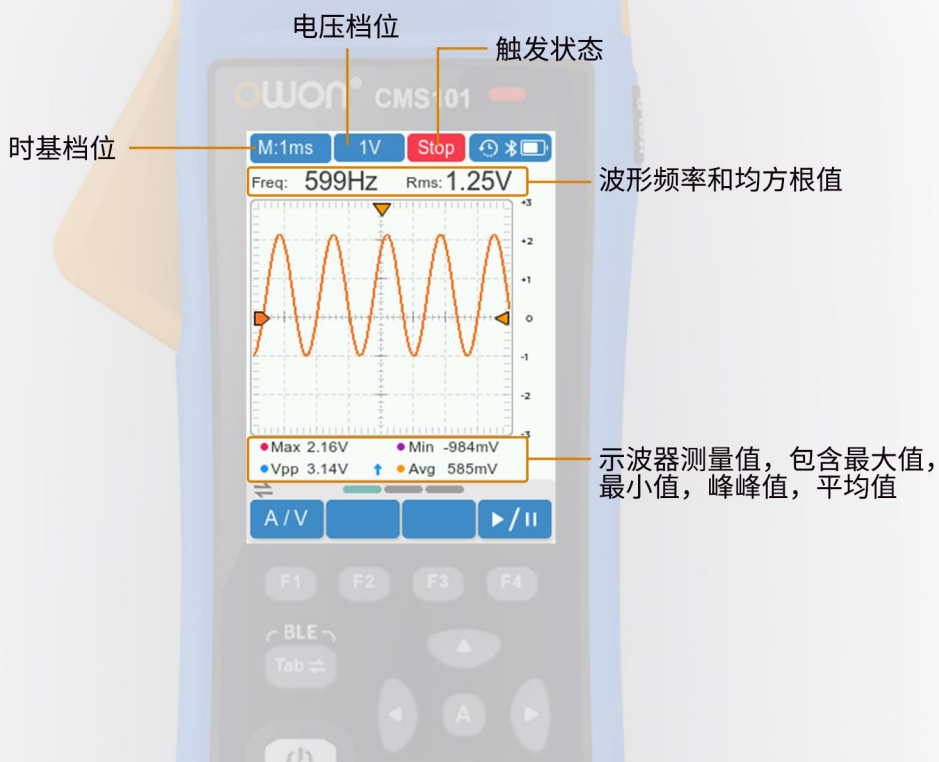 电压档位
触发状态
owon® CMS101
时基档位
M:1ms 1V Stop
Freq: 599Hz Rms: 1.25V
波形频率和均方根值
+3
+2
+1
0
-1
-2
-3
Max 2.16V Min -984mV
Vpp 3.14V Avg 585mV
示波器测量值，包含最大值，
最小值，峰峰值，平均值
A/V
F1 F2 F3 F4
BLE
Tab
A